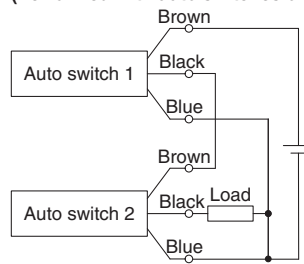 Brown
Black
Auto switch 1
Blue
Brown
Black Load
Auto switch 2
Blue